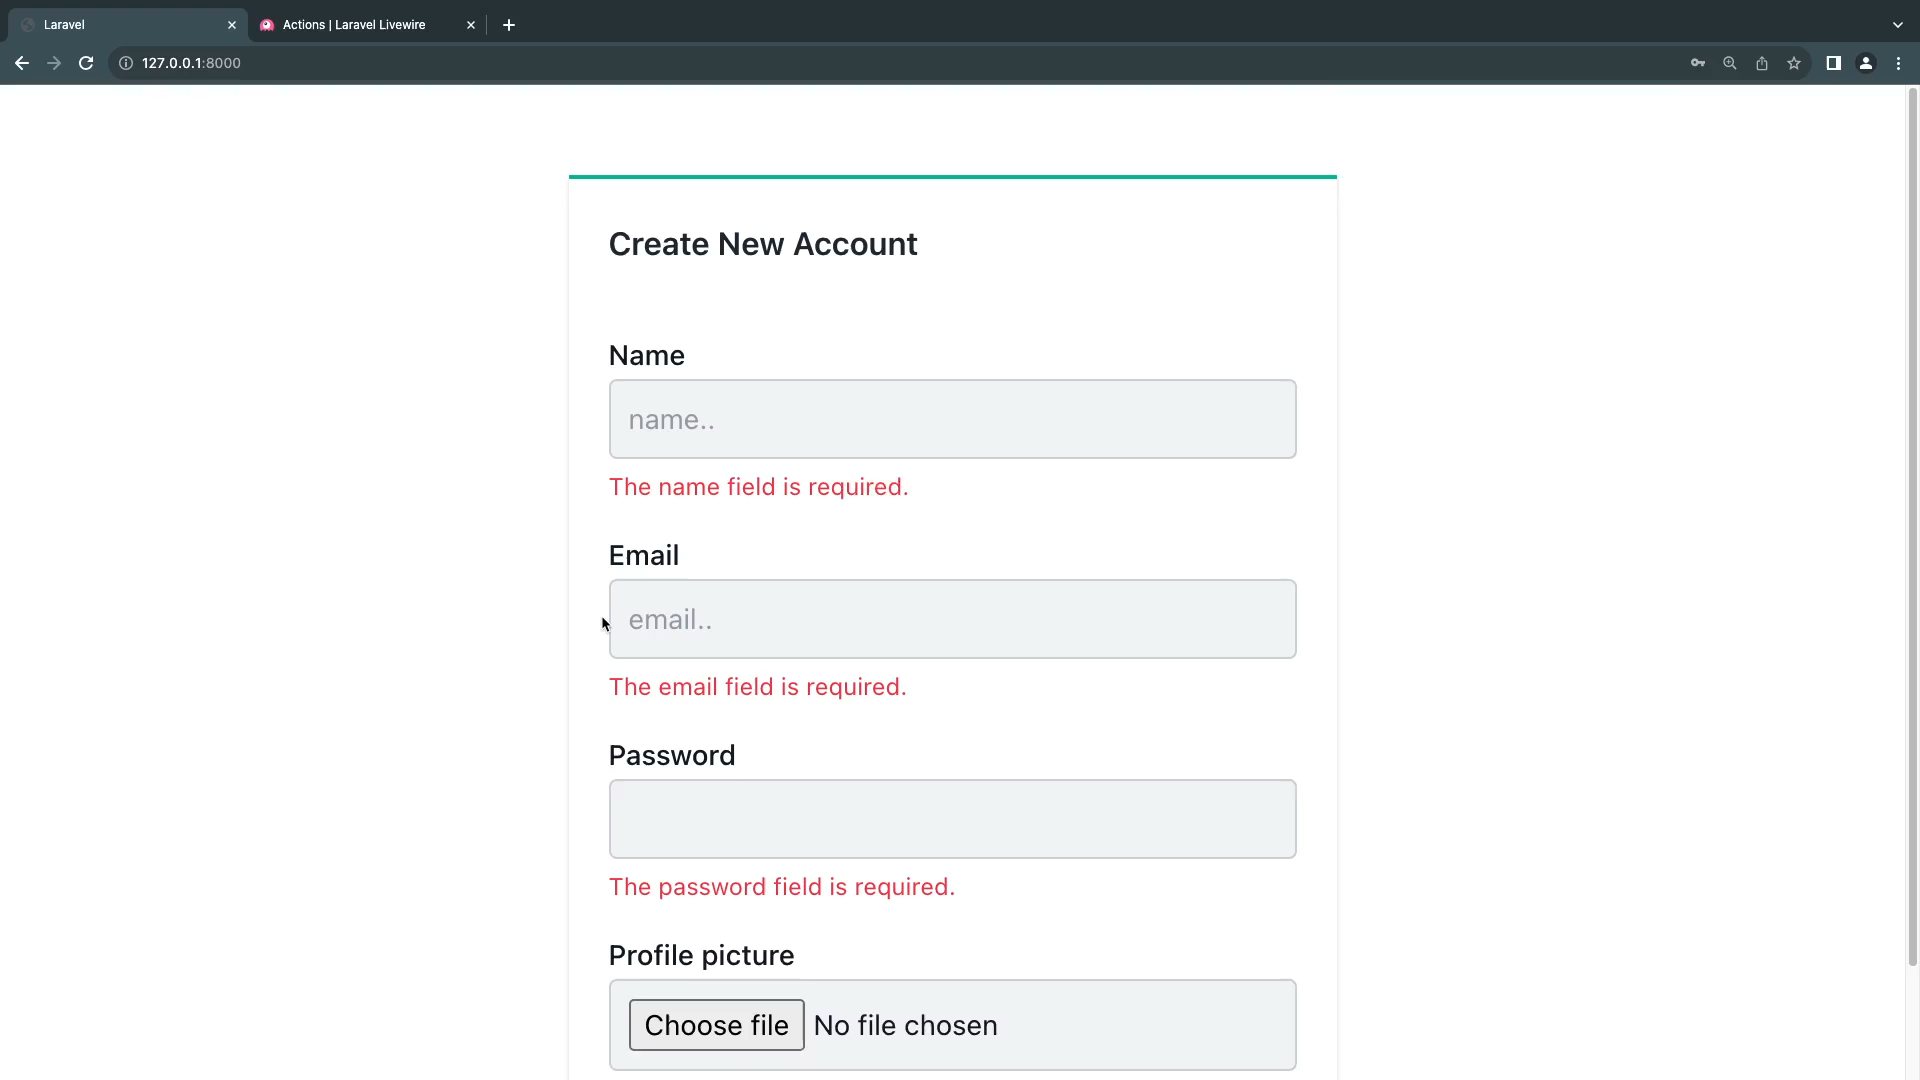 Laravel
Actions | Laravel Livewire
127.0.0.1:8000
Create New Account
Name
name..
The name field is required.
Email
email..
The email field is required.
Password
The password field is required.
Profile picture
Choose file No file chosen